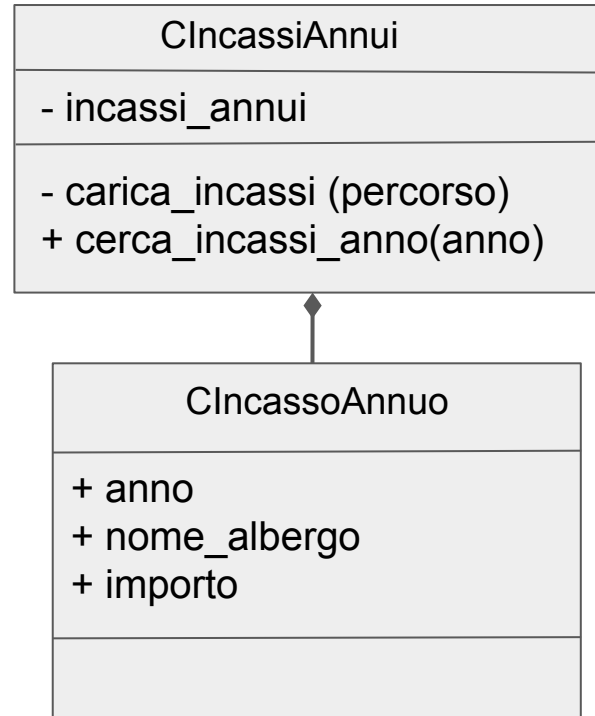 CIncassiAnnui
- incassi_annui
- carica_incassi (percorso)
+ cerca_incassi_anno(anno)
CIncassoAnnuo
+ anno
+ nome_albergo
+ importo